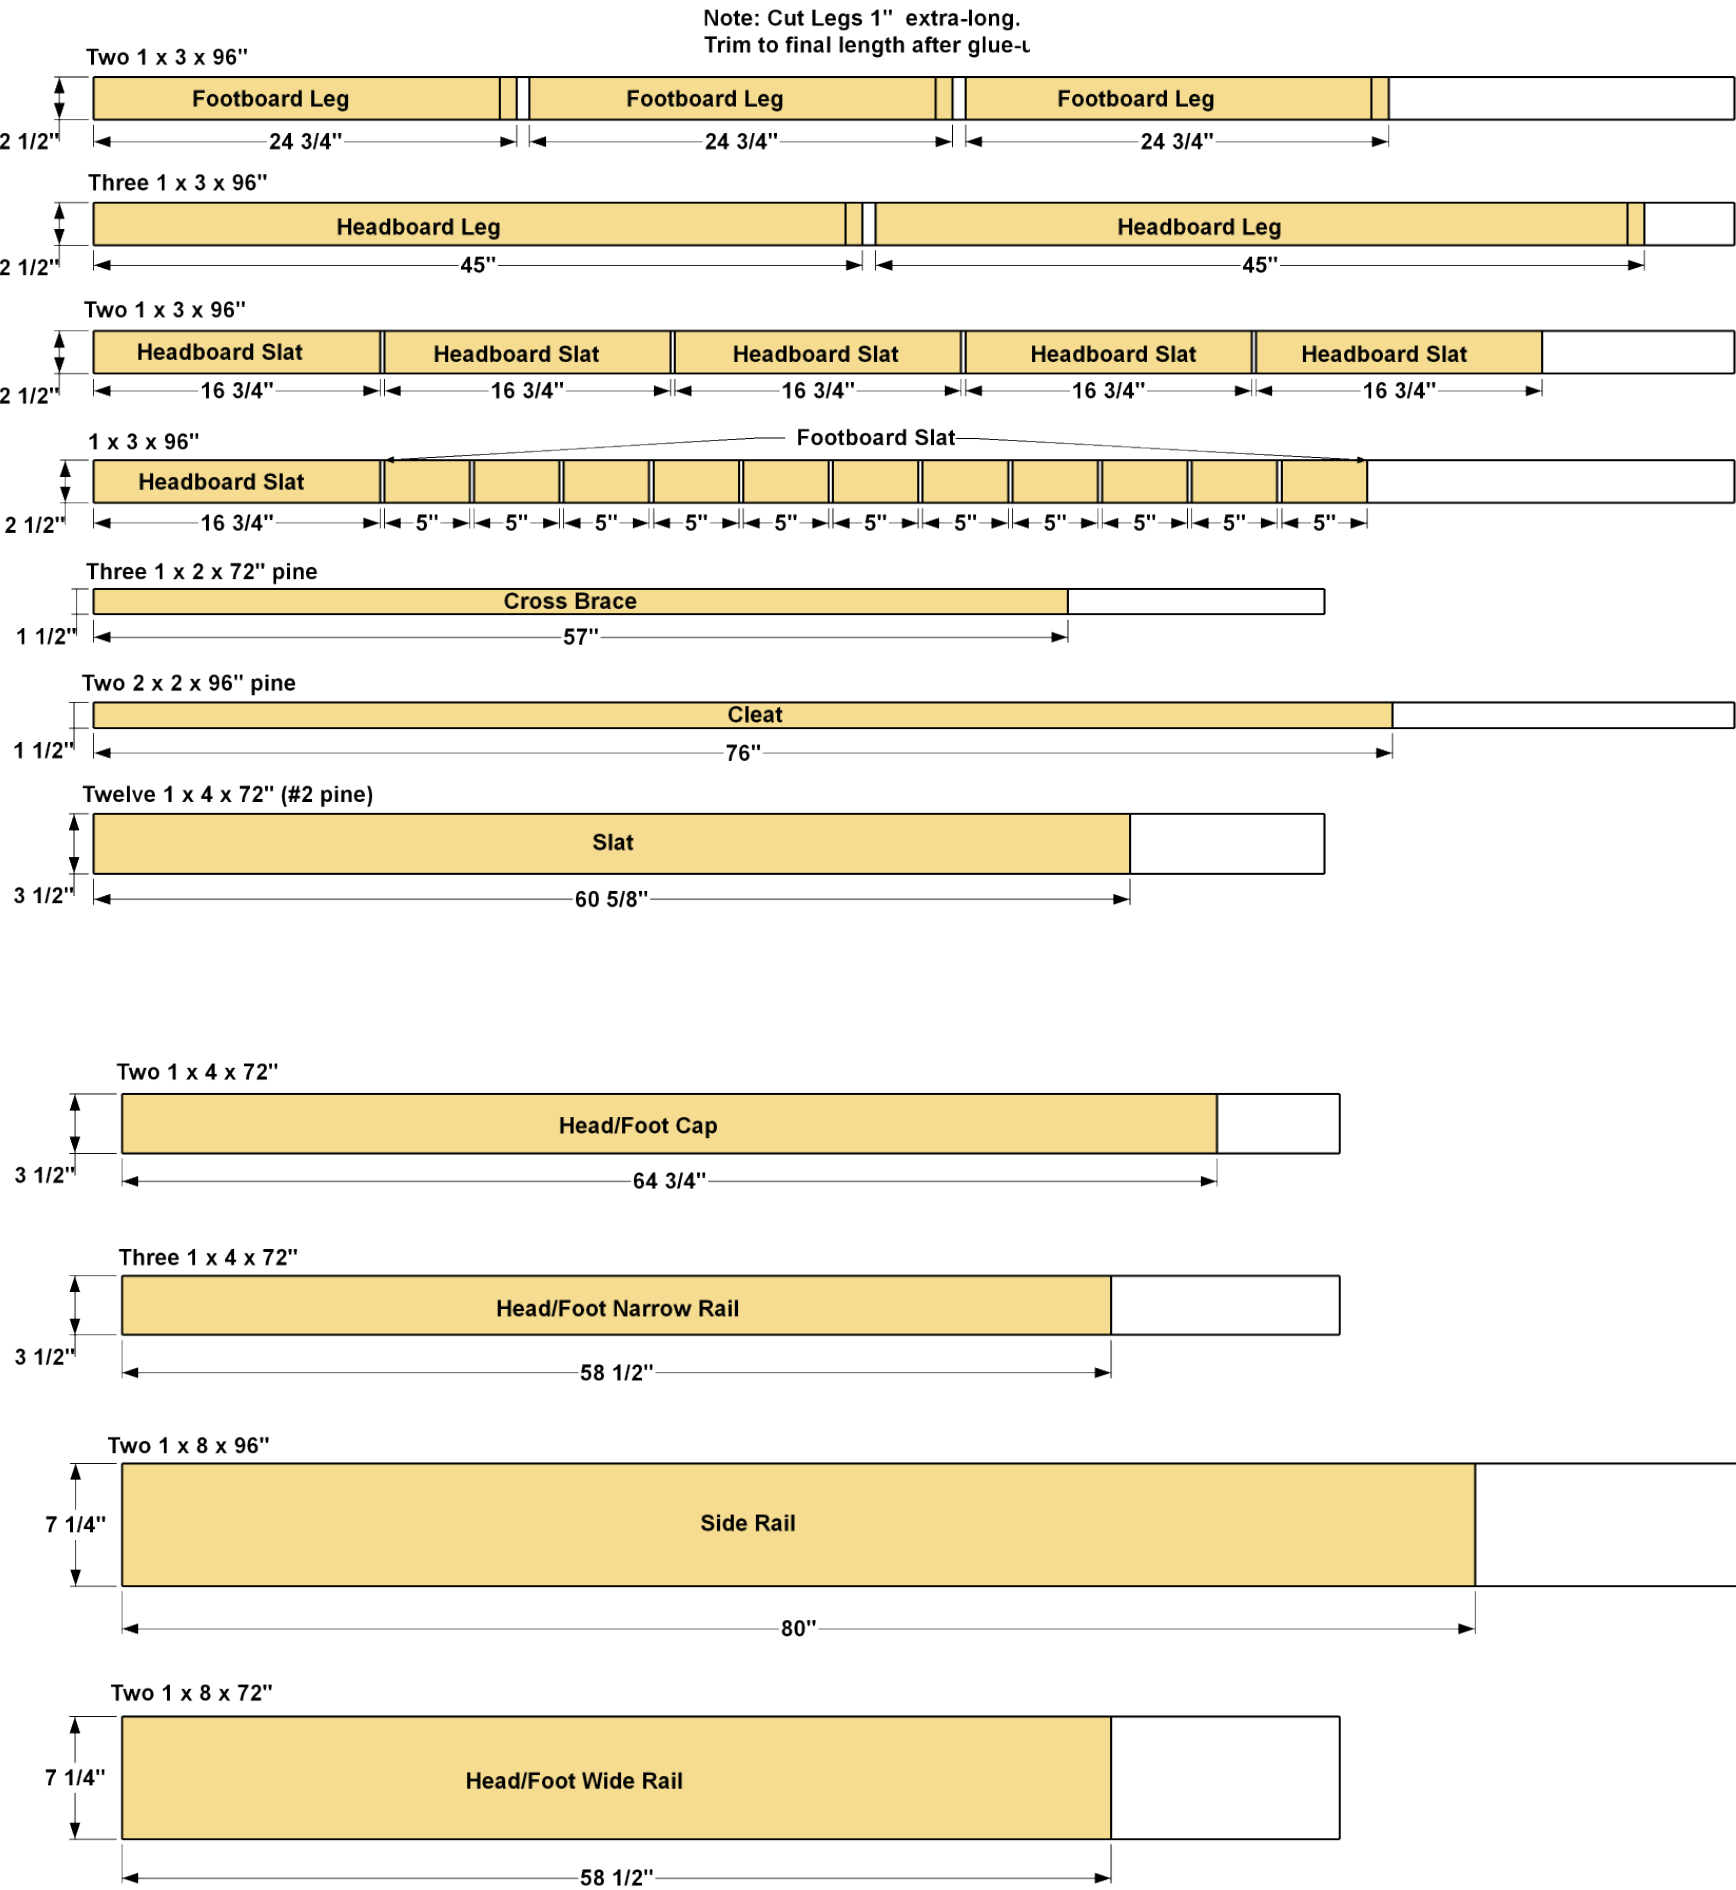 Note: Cut Legs 1" extra-long.
Trim to final length after
Two 1 x 3 x 96"
Footboard Leg Footboard Leg Footboard Leg
2 1/2" 24 3/4" 24 3/4" 24 3/4"
Three 1 x 3 x 96"
Headboard Leg Headboard Leg
2 1/2" 45" 45"
Two 1 x 3 x 96"
Headboard Slat Headboard Slat Headboard Slat Headboard Slat Headboard Slat
2 1/2" 16 3/4" 16 3/4" 16 3/4" 16 3/4" 16 3/4"
1 x 3 x 96" Footboard Slat
Headboard Slat
2 1/2" 16 3/4" 5" 5" 5" 5" 5" 5" 5" 5" 5" 5" 5"
Three 1 x 2 x 72" pine
Cross Brace
1 1/2" 57"
Two 2 x 2 x 96" pine
Cleat
1 1/2" 76"
Twelve 1 x 4 x 72" (#2 pine)
Slat
3 1/2" 60 5/8"
Two 1 x 4 x 72"
Head/Foot Cap
3 1/2" 64 3/4"
Three 1 x 4 x 72"
Head/Foot Narrow Rail
3 1/2" 58 1/2"
Two 1 x 8 x 96"
7 1/4" Side Rail
80"
Two 1 x 8 x 72"
7 1/4" Head/Foot Wide Rail
58 1/2"